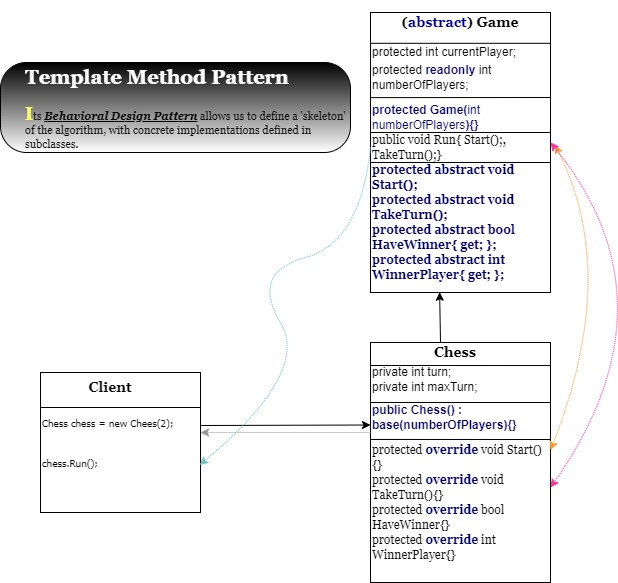 (abstract) Game
protected int currentPlayer;
protected readonly int
numberOfPlayers;
protected Game(int
numberOfPlayers){}
public void Run{ Start();,
TakeTurn();}
protected abstract void
Start();
protected abstract void
TakeTurn();
protected abstract bool
HaveWinner{ get; };
protected abstract int
WinnerPlayer{ get; };
Template Method Pattern
Its Behavioral Design Pattern allows us to define a 'skeleton'
of the algorithm, with concrete implementations defined in
subclasses.
Client
Chess chess = new Chees(2);
chess.Run();
Chess
private int turn;
private int maxTurn;
public Chess() :
base(numberOfPlayers){}
protected override void Start()
{}
protected override void
TakeTurn(){}
protected override bool
HaveWinner{}
protected override int
WinnerPlayer{}